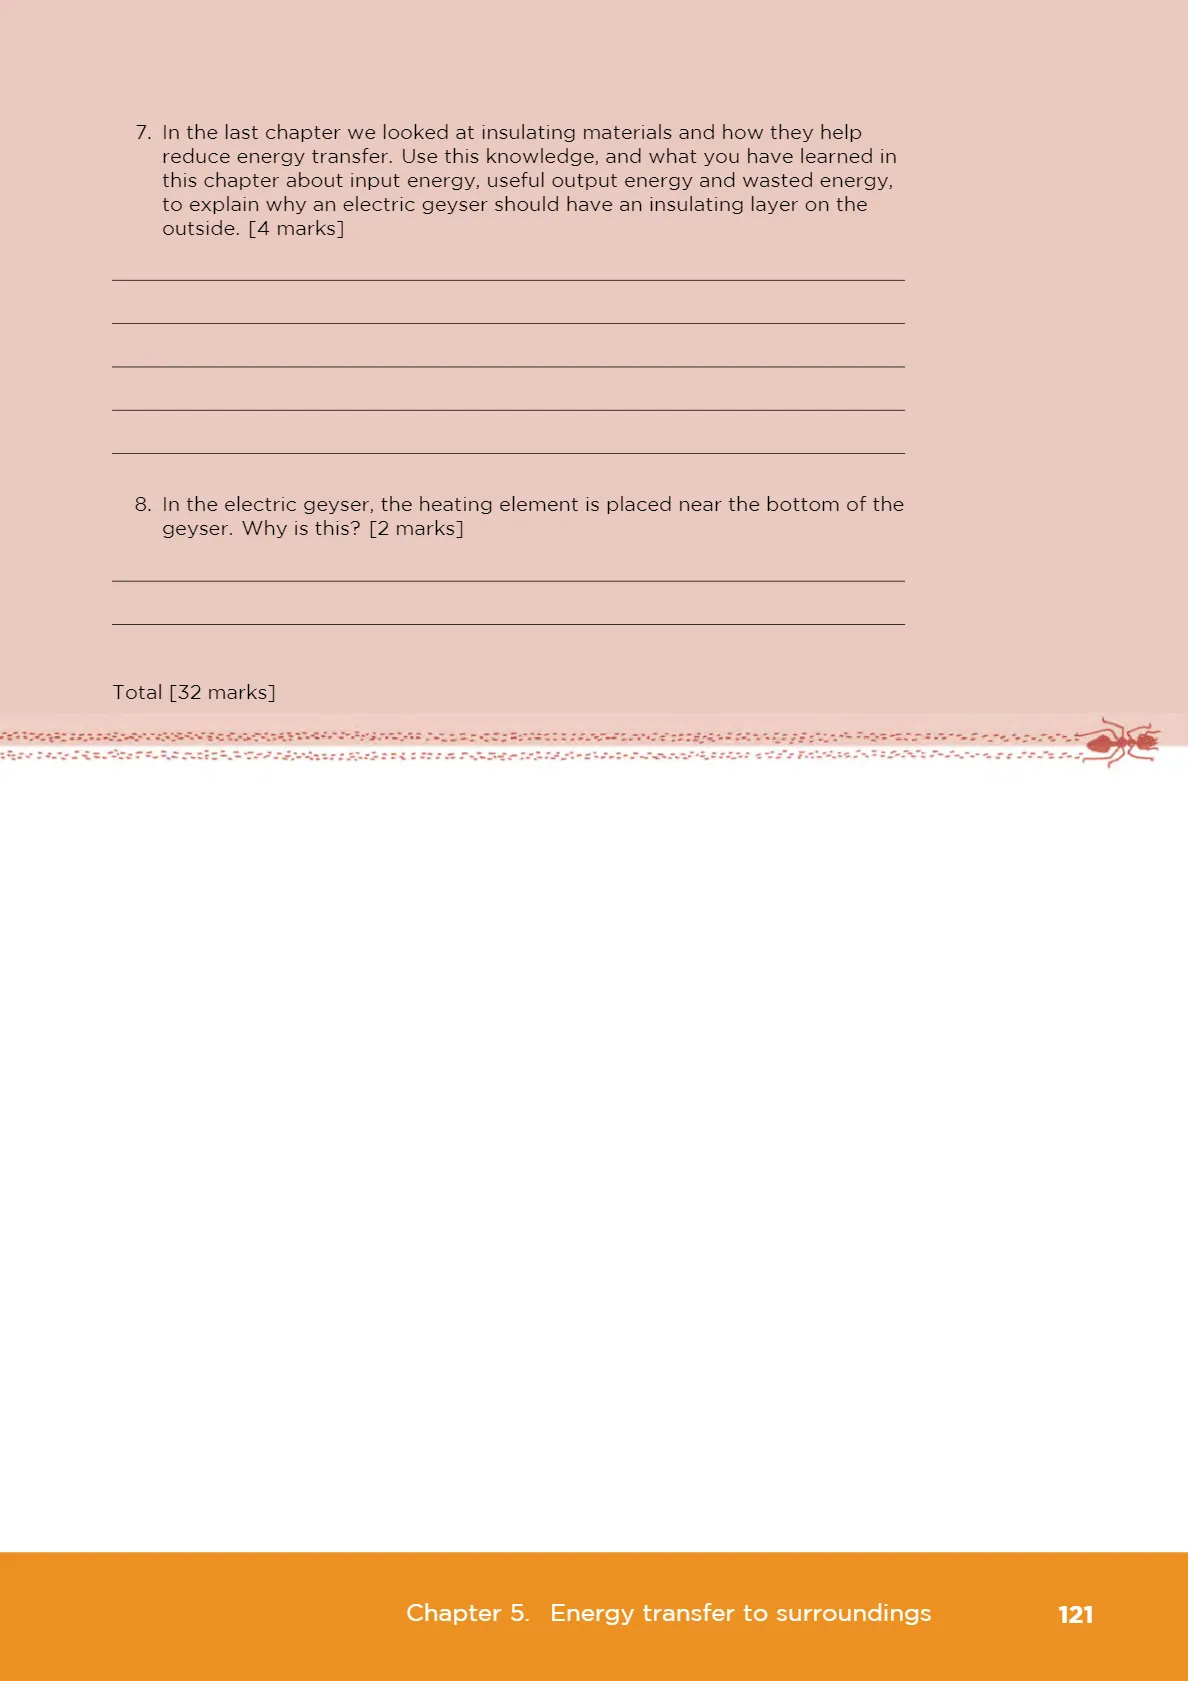 7. In the last chapter we looked at insulating materials and how they help
reduce energy transfer. Use this knowledge, and what you have learned in
this chapter about input energy, useful output energy and wasted energy,
to explain why an electric geyser should have an insulating layer on the
outside. [4 marks]
8. In the electric geyser, the heating element is placed near the bottom of the
geyser. Why is this? [2 marks]
Total [32 marks]
Chapter 5. Energy transfer to surroundings 121